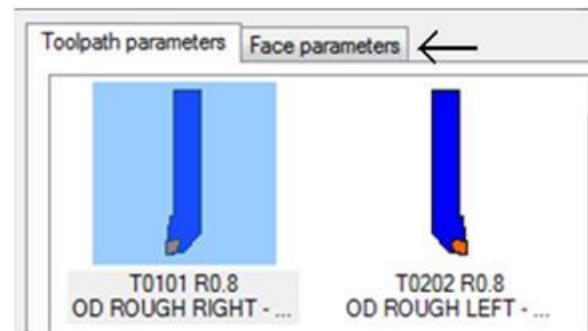 Toolpath parameters
Face parameters
T0101 R0.8
OD ROUGH RIGHT - ...
T0202 R0.8
OD ROUGH LEFT - ...